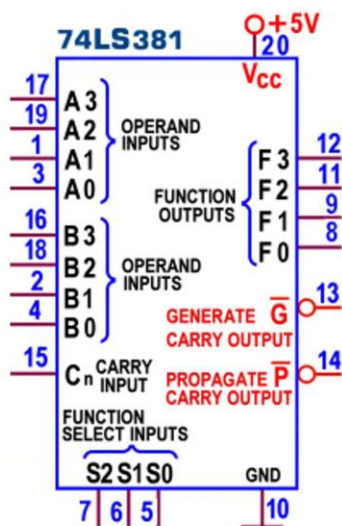 74LS381
+5V
20
VCC
17 A3
19 A2
1 A1
3 A0
OPERAND
INPUTS
16 B3
18 B2
2 B1
4 B0
OPERAND
INPUTS
15 Cn CARRY
INPUT
FUNCTION
OUTPUTS
F3 12
F2 11
F1 9
F0 8
GENERATE G̅ 13
CARRY OUTPUT
PROPAGATE P̅ 14
CARRY OUTPUT
FUNCTION
SELECT INPUTS
S2 S1 S0
7 6 5
GND
10